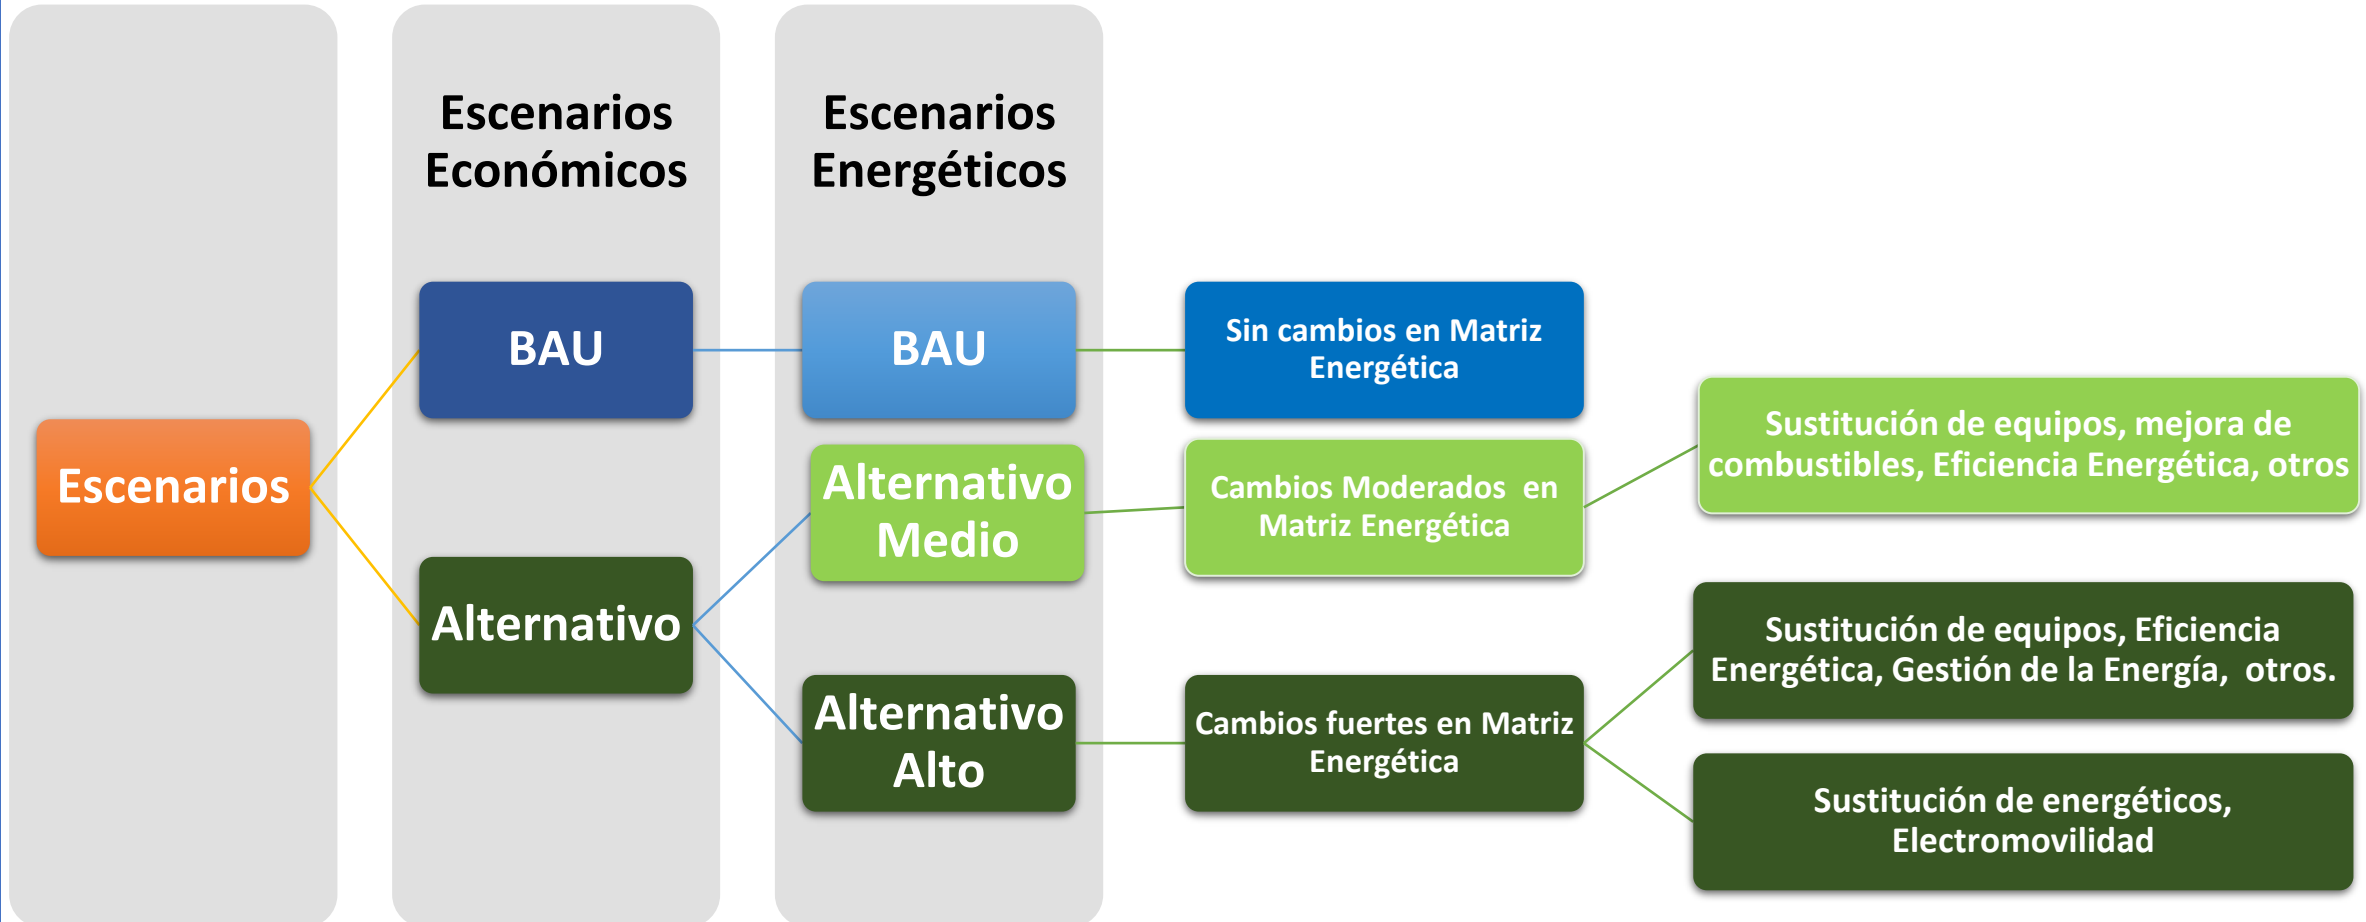 Escenarios
Económicos
Escenarios
Energéticos
Escenarios
BAU
BAU
Sin cambios en Matriz
Energética
Alternativo
Alternativo
Medio
Cambios Moderados  en
Matriz Energética
Sustitución de equipos, mejora de
combustibles, Eficiencia Energética, otros
Alternativo
Alto
Cambios fuertes en Matriz
Energética
Sustitución de equipos, Eficiencia
Energética, Gestión de la Energía,  otros.
Sustitución de energéticos,
Electromovilidad